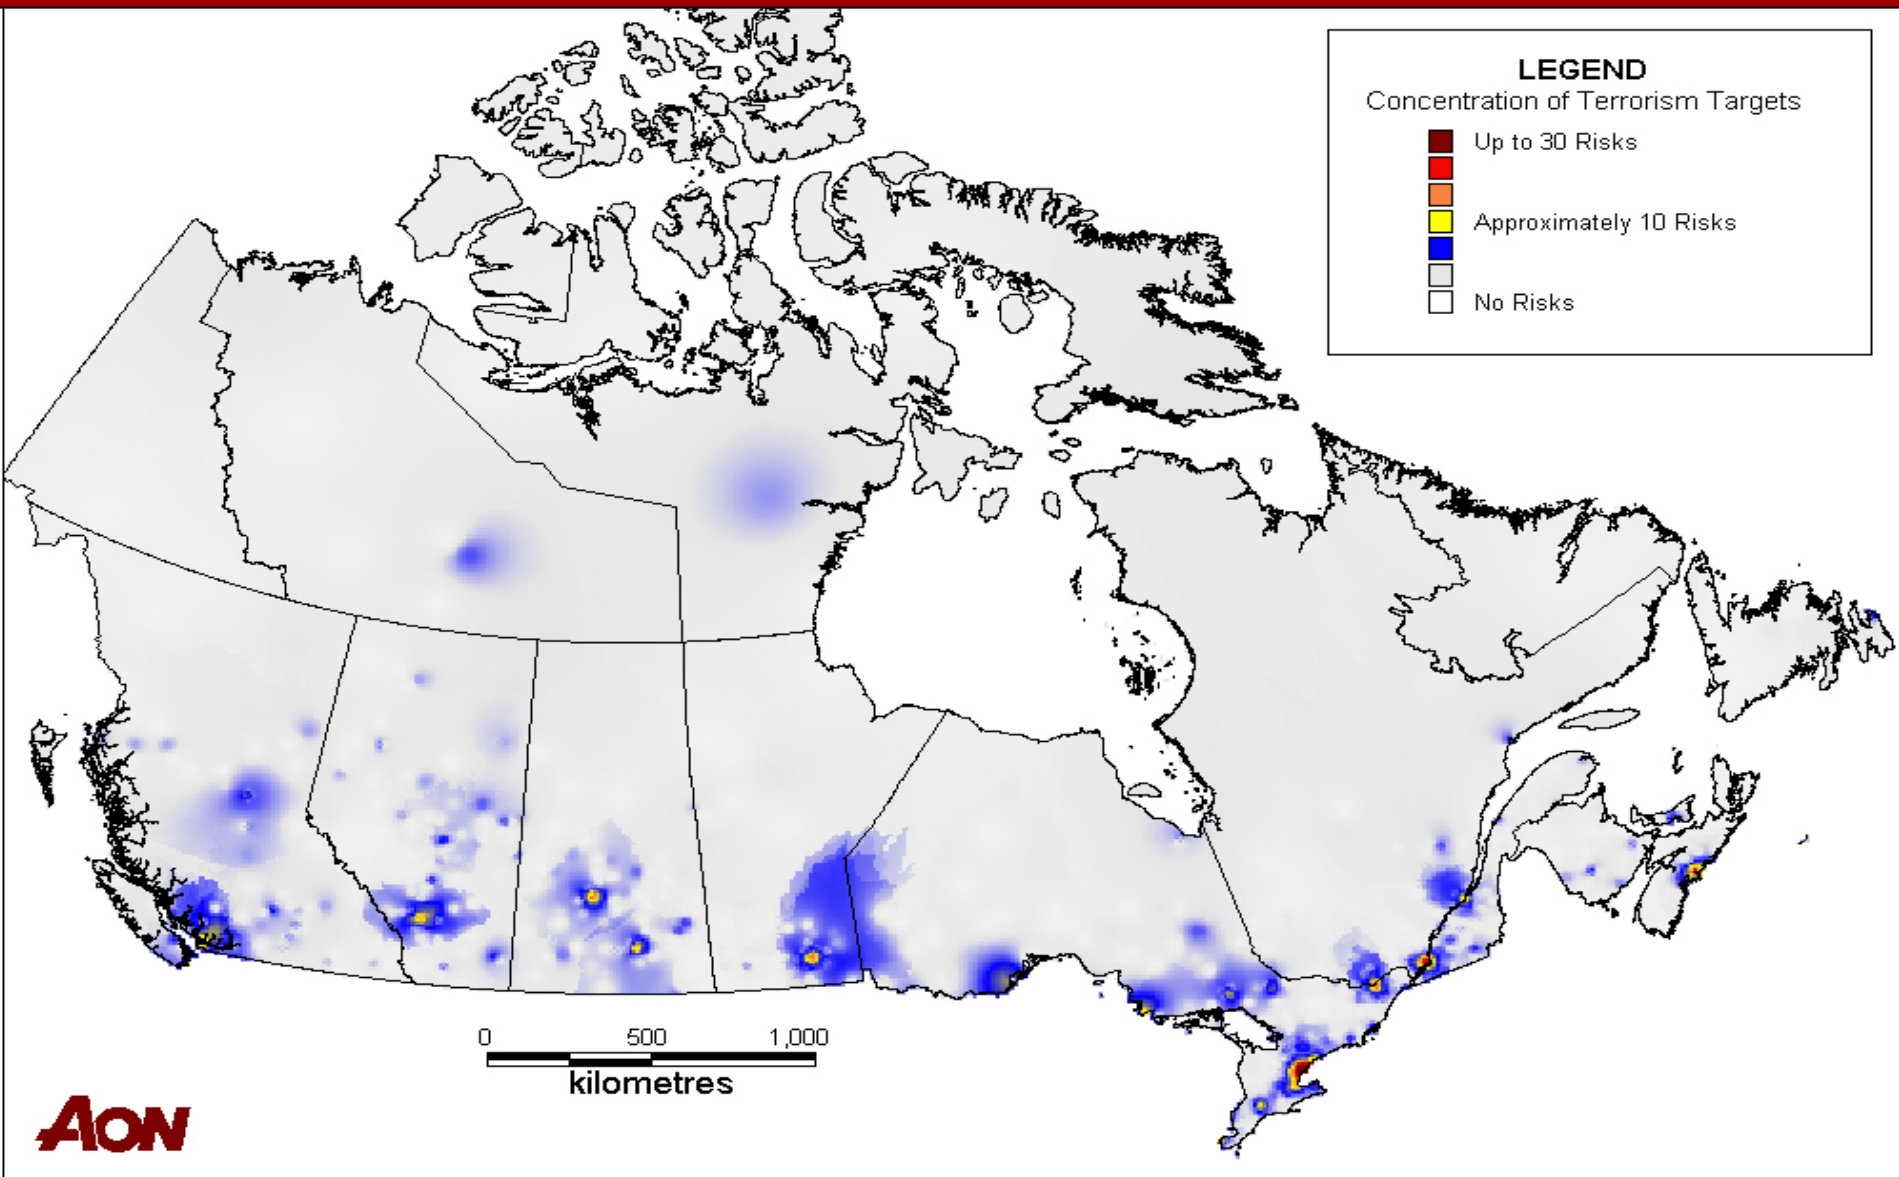 LEGEND
Concentration of Terrorism Targets
Up to 30 Risks
Approximately 10 Risks
No Risks
0 500 1,000
kilometres
AON